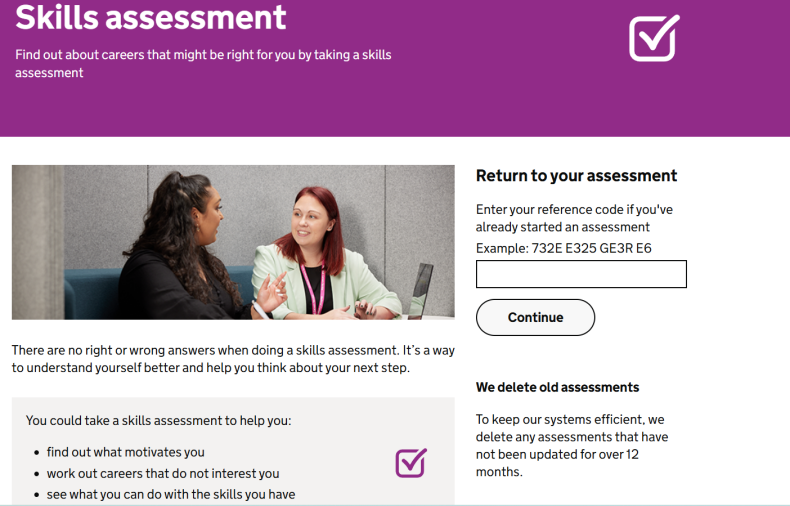 Skills assessment
Find out about careers that might be right for you by taking a skills
assessment
There are no right or wrong answers when doing a skills assessment. It's a way
to understand yourself better and help you think about your next step.
You could take a skills assessment to help you:
find out what motivates you
work out careers that do not interest you
see what you can do with the skills you have
Return to your assessment
Enter your reference code if you've
already started an assessment
Example: 732E E325 GE3R E6
Continue
We delete old assessments
To keep our systems efficient, we
delete any assessments that have
not been updated for over 12
months.